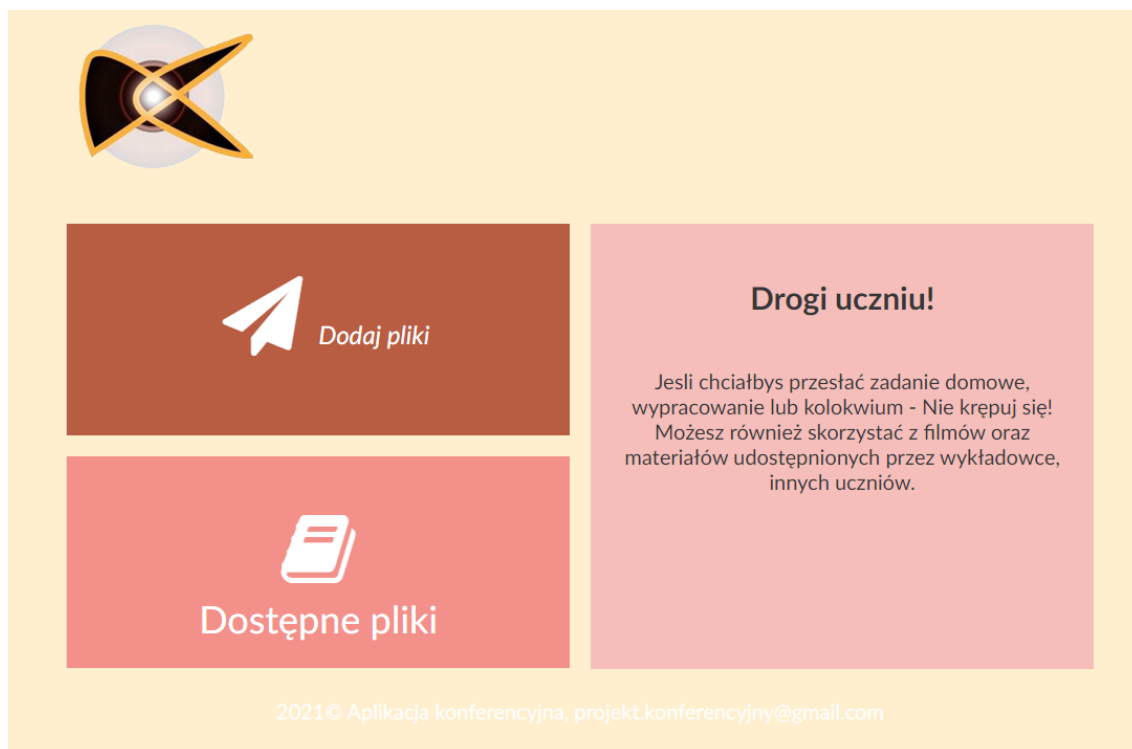 Dodaj pliki
Dostępne pliki
Drogi uczniu!
Jesli chciałbys przesłać zadanie domowe,
wypracowanie lub kolokwium - Nie krępuj się!
Możesz również skorzystać z filmów oraz
materiałów udostępnionych przez wykładowce,
innych uczniów.
2021© Aplikacja konferencyjna, projekt.konferencyjny@gmail.com